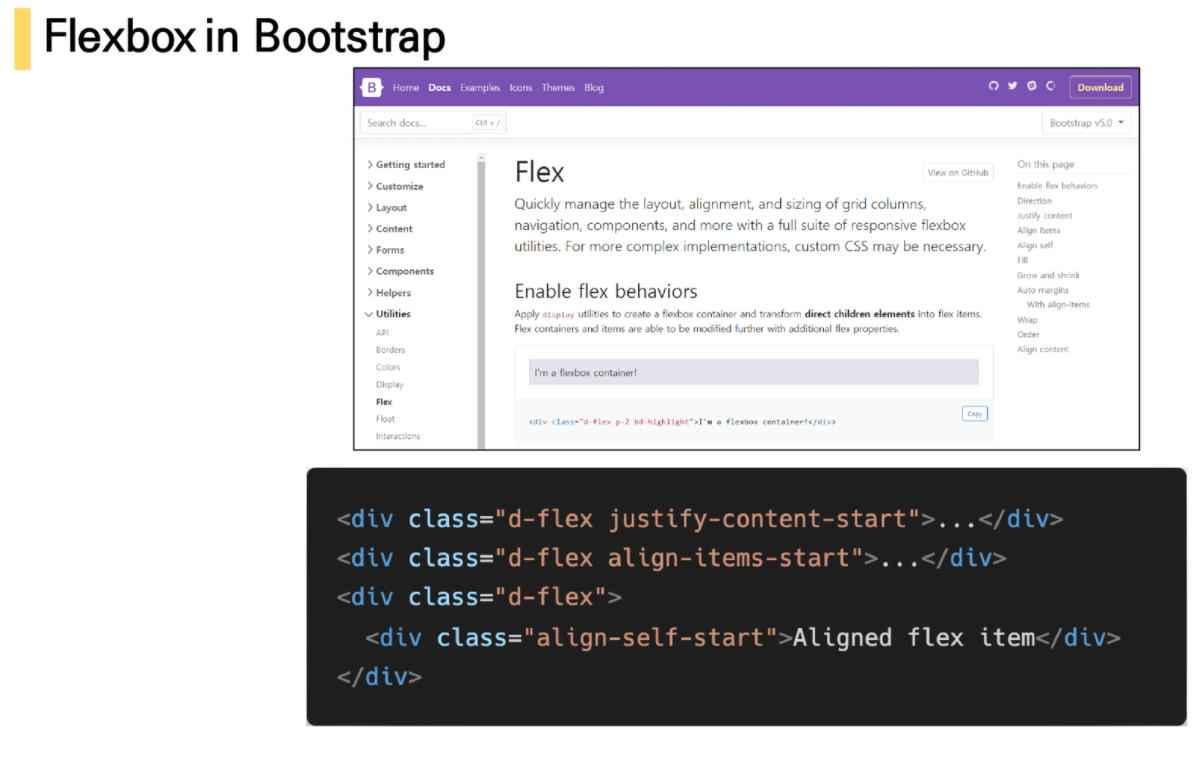 Flexbox in Bootstrap
B Home Docs Examples Icons Themes Blog
Download
Search docs...
Ctrl + /
Bootstrap v5.0
Getting started
Customize
Layout
Content
Forms
Components
Helpers
Utilities
API
Borders
Colors
Display
Flex
Float
Interactions
Flex
View on GitHub
Quickly manage the layout, alignment, and sizing of grid columns,
navigation, components, and more with a full suite of responsive flexbox
utilities. For more complex implementations, custom CSS may be necessary.
Enable flex behaviors
Apply display utilities to create a flexbox container and transform direct children elements into flex items.
Flex containers and items are able to be modified further with additional flex properties.
I'm a flexbox container!
Copy
<div class="d-flex p-2 bd-highlight">I'm a flexbox container!</div>
On this page
Enable flex behaviors
Direction
Justify content
Align items
Align self
Fill
Grow and shrink
Auto margins
With align-items
Wrap
Order
Align content
<div class="d-flex justify-content-start">...</div>
<div class="d-flex align-items-start">...</div>
<div class="d-flex">
  <div class="align-self-start">Aligned flex item</div>
</div>